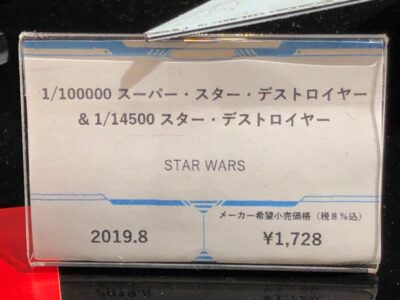 1/100000 スーパー・スター・デストロイヤー
& 1/14500 スター・デストロイヤー
STAR WARS
メーカー希望小売価格（税８％込）
2019.8
¥1,728